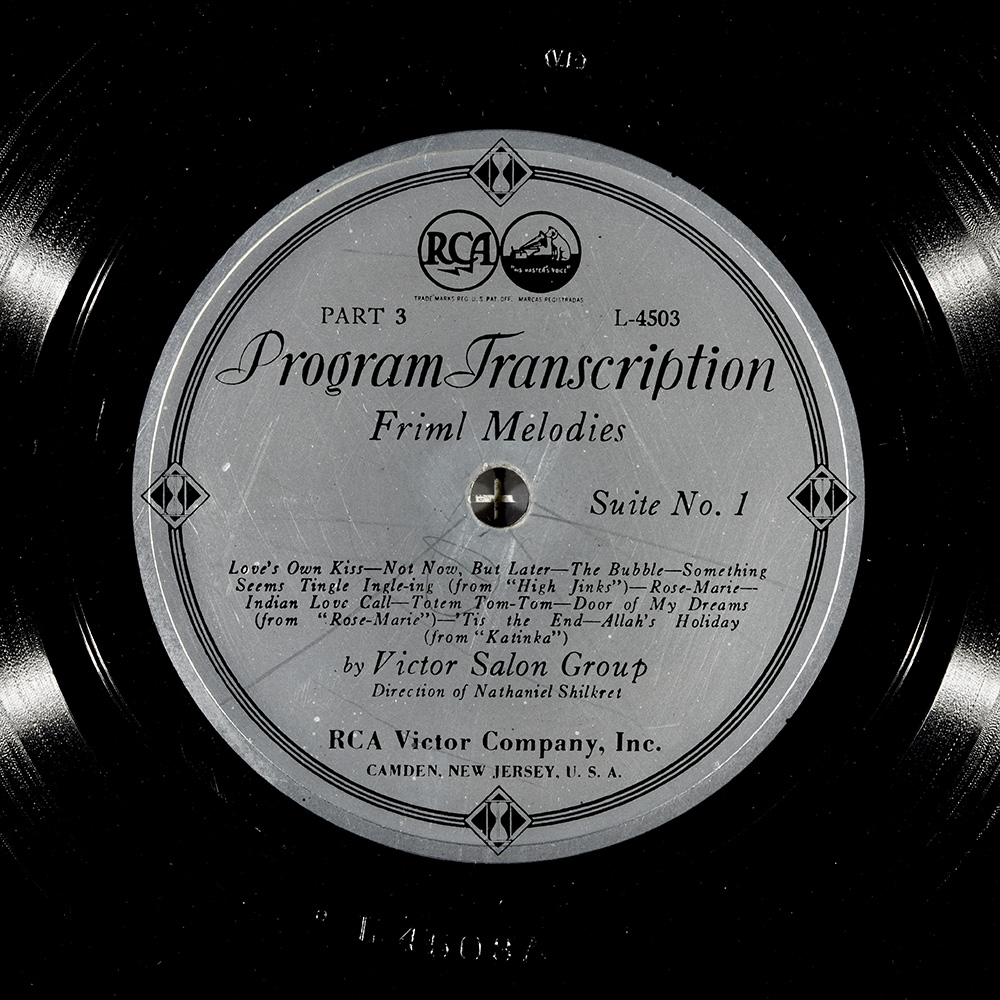 (VE)
RCA "HIS MASTER'S VOICE"
TRADE MARKS REG. U.S. PAT. OFF. MARCAS REGISTRADAS
PART 3 L-4503
Program Transcription
Friml Melodies
Suite No. 1
Love's Own Kiss—Not Now, But Later—The Bubble—Something
Seems Tingle Ingle-ing (from "High Jinks")—Rose-Marie—
Indian Love Call—Totem Tom-Tom—Door of My Dreams
(from "Rose-Marie")—'Tis the End—Allah's Holiday
(from "Katinka")
by Victor Salon Group
Direction of Nathaniel Shilkret
RCA Victor Company, Inc.
CAMDEN, NEW JERSEY, U. S. A.
L 4503A